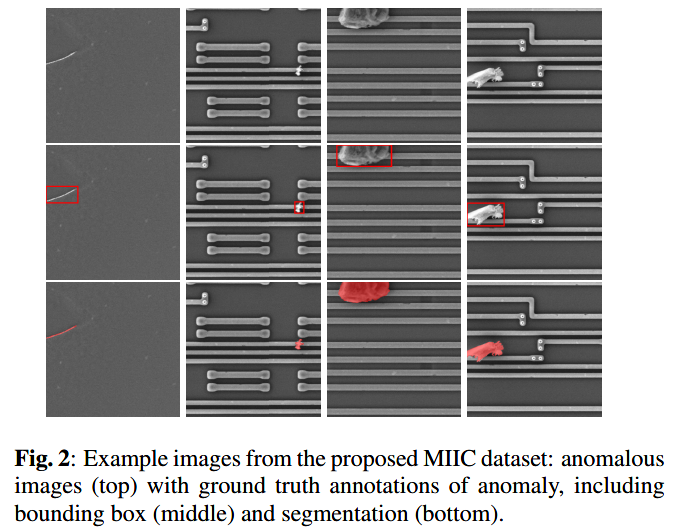 Fig. 2: Example images from the proposed MIIC dataset: anomalous
images (top) with ground truth annotations of anomaly, including
bounding box (middle) and segmentation (bottom).